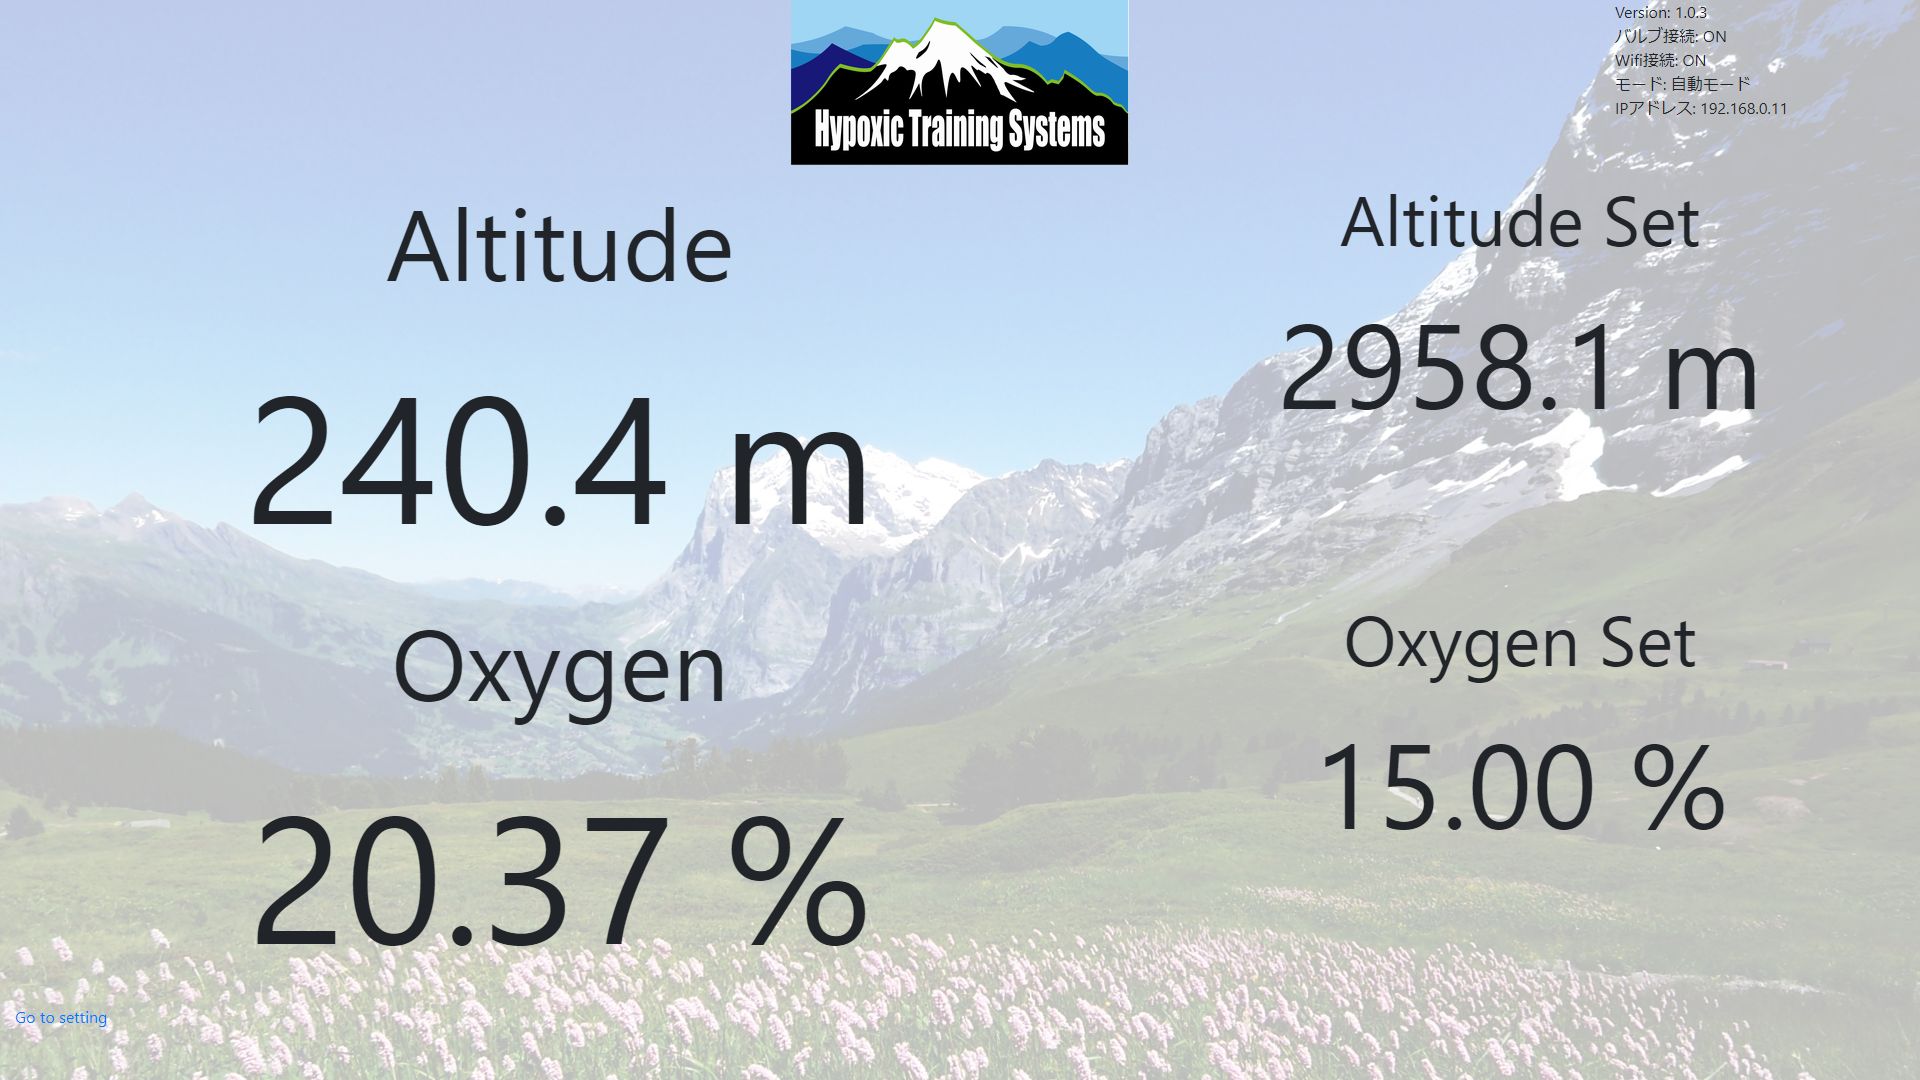 Hypoxic Training Systems
Version: 1.0.3
バルブ接続: ON
Wifi接続: ON
モード: 自動モード
IPアドレス: 192.168.0.11
Altitude
240.4 m
Oxygen
20.37 %
Altitude Set
2958.1 m
Oxygen Set
15.00 %
Go to setting